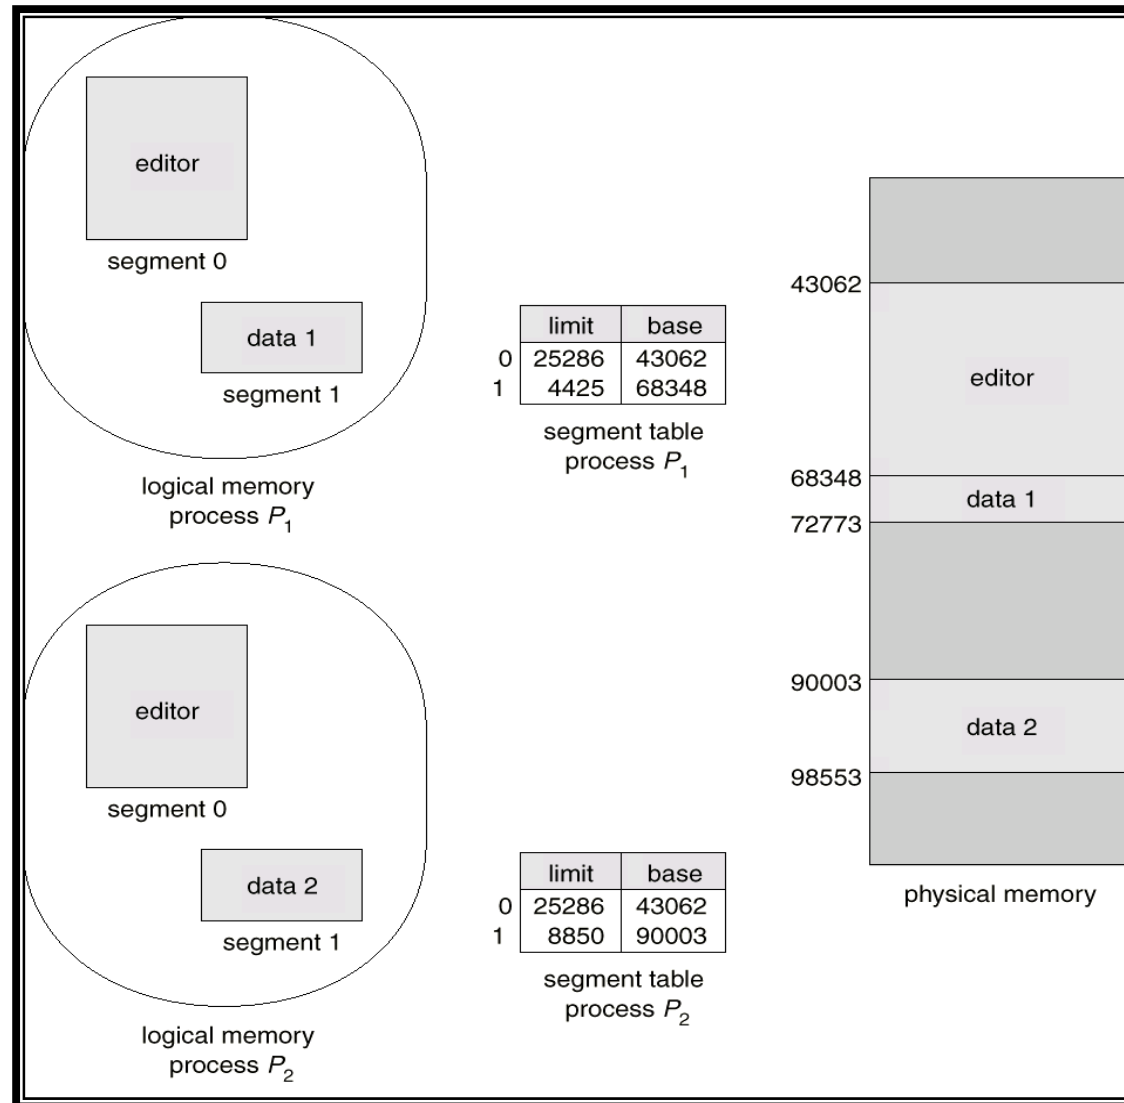 editor
segment 0
data 1
segment 1
logical memory
process P1
limit base
0 25286 43062
1 4425 68348
segment table
process P1
editor
segment 0
data 2
segment 1
logical memory
process P2
limit base
0 25286 43062
1 8850 90003
segment table
process P2
43062
editor
68348
data 1
72773
90003
data 2
98553
physical memory